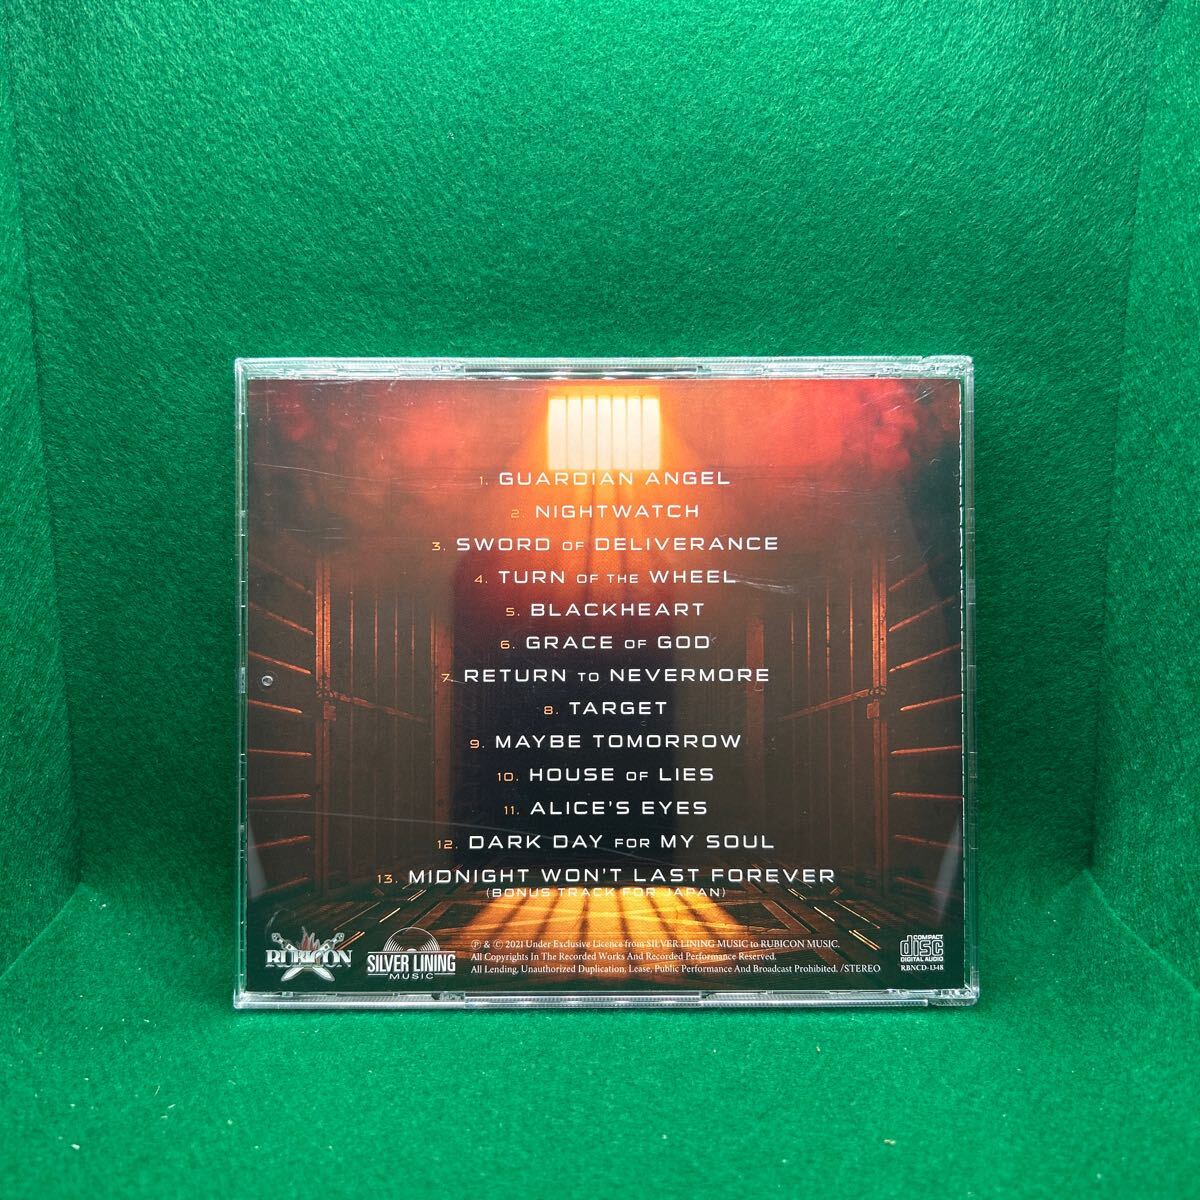 1. GUARDIAN ANGEL
2. NIGHTWATCH
3. SWORD OF DELIVERANCE
4. TURN OF THE WHEEL
5. BLACKHEART
6. GRACE OF GOD
7. RETURN TO NEVERMORE
8. TARGET
9. MAYBE TOMORROW
10. HOUSE OF LIES
11. ALICE'S EYES
12. DARK DAY FOR MY SOUL
13. MIDNIGHT WON'T LAST FOREVER
(BONUS TRACK FOR JAPAN)
RUBICON
SILVER LINING
MUSIC
Ⓟ & Ⓒ 2021 Under Exclusive Licence from SILVER LINING MUSIC to RUBICON MUSIC.
All Copyrights In The Recorded Works And Recorded Performance Reserved.
All Lending, Unauthorized Duplication, Lease, Public Performance And Broadcast Prohibited. /STEREO
COMPACT
disc
DIGITAL AUDIO
RBNCD-1348